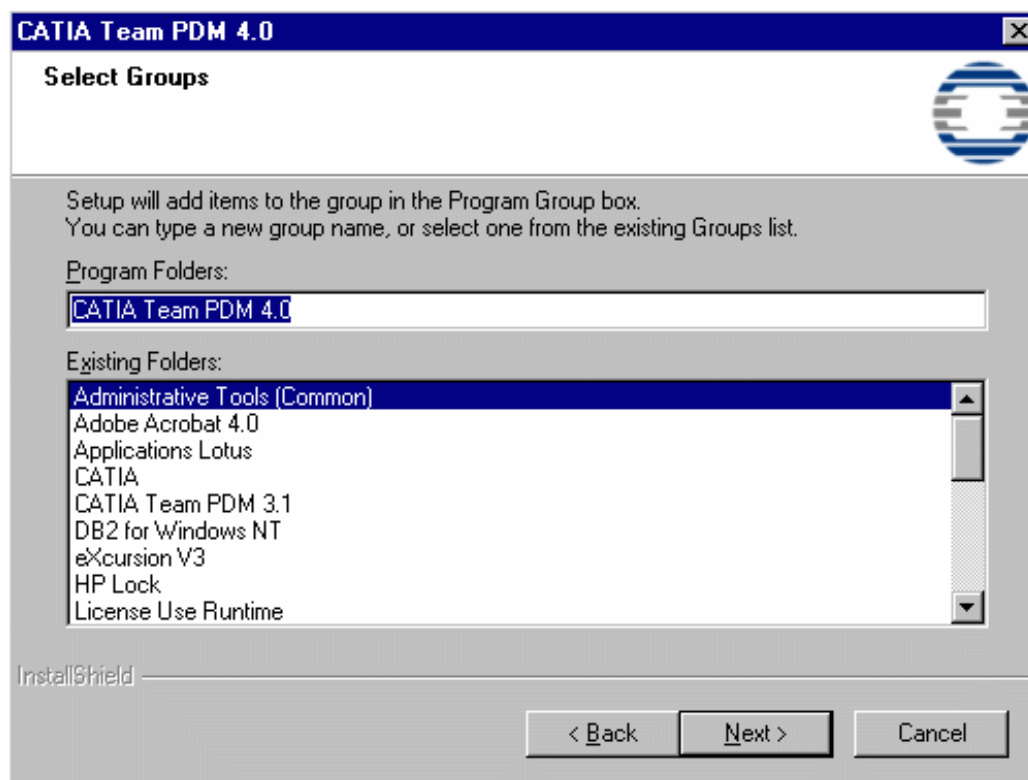 CATIA Team PDM 4.0
Select Groups
Setup will add items to the group in the Program Group box.
You can type a new group name, or select one from the existing Groups list.
Program Folders:
CATIA Team PDM 4.0
Existing Folders:
Administrative Tools (Common)
Adobe Acrobat 4.0
Applications Lotus
CATIA
CATIA Team PDM 3.1
DB2 for Windows NT
eXcursion V3
HP Lock
License Use Runtime
InstallShield
< Back
Next >
Cancel